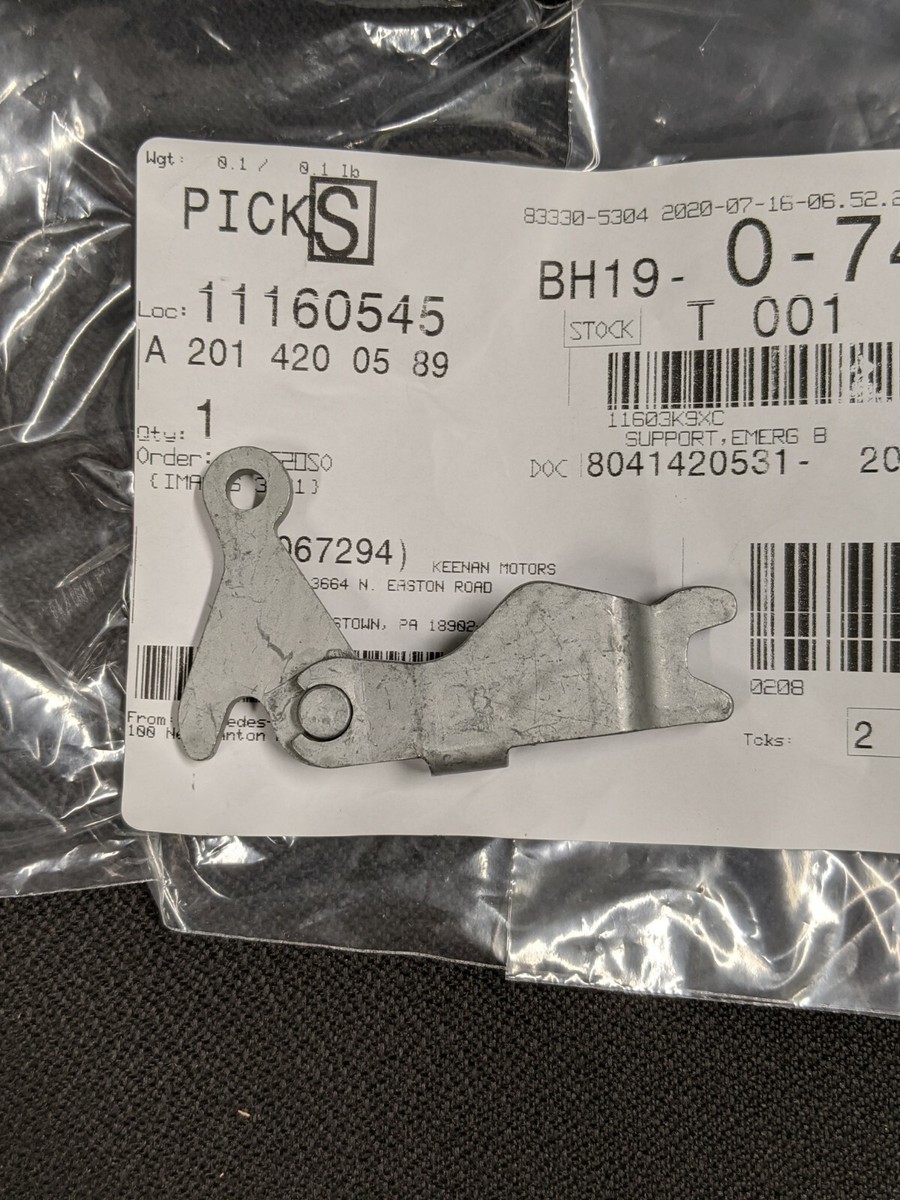 Wgt: 0.1 / 0.1 lb
PICK S
83330-5304 2020-07-16-06.52.2
BH19- 0-74
Loc: 11160545
STOCK T 001
A 201 420 05 89
11603K9XC
Qty: 1
SUPPORT,EMERG B
Order:
DOC 8041420531- 20
067294)
KEENAN MOTORS
3664 N. EASTON ROAD
STOWN, PA 18902
0208
From
100
Tcks: 2